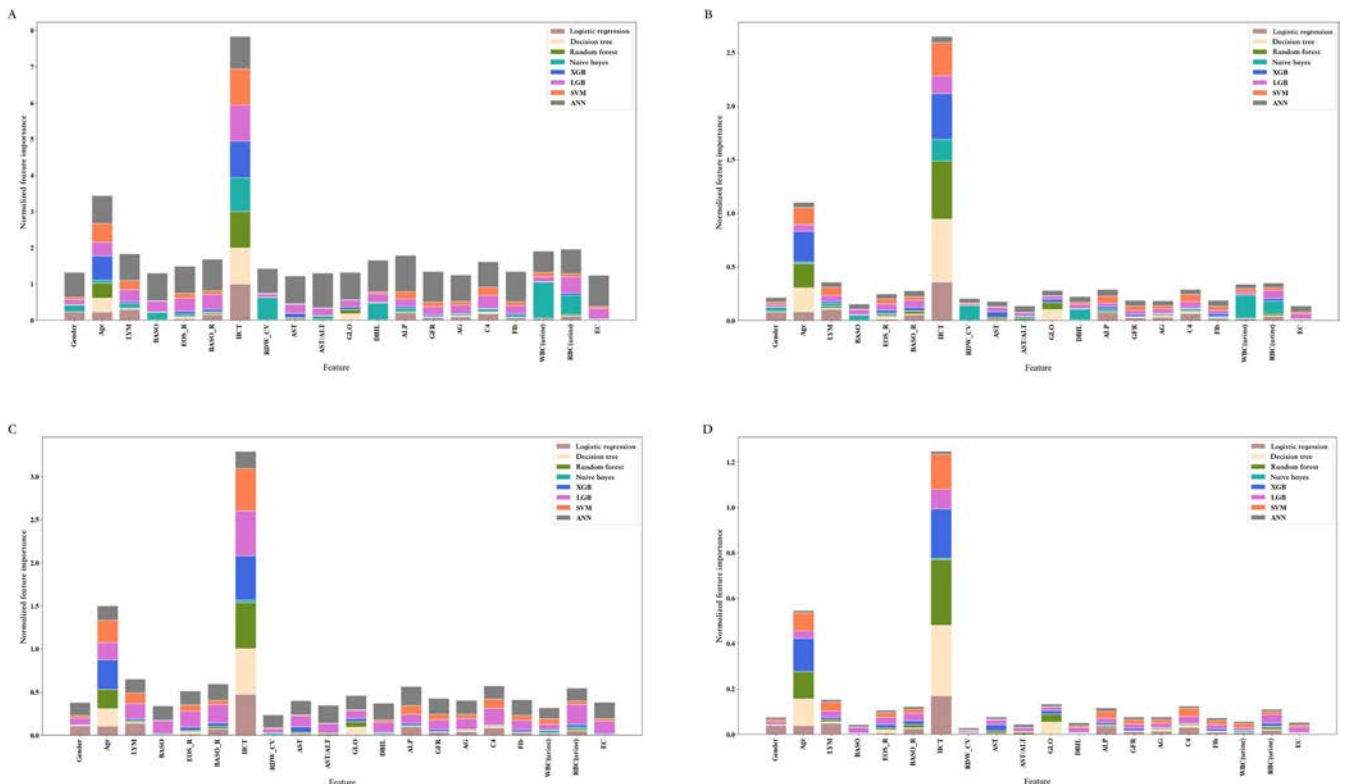 A
Normalized feature importance
8
7
6
5
4
3
2
1
0
Logistic regression
Decision tree
Random forest
Naive bayes
XGB
LGB
SVM
ANN
Gender
Age
LYM
BASO
EOS_R
BASO_R
HCT
RDW_CV
AST
AST/ALT
GLO
DBIL
ALP
GFR
AG
C4
FIb
WBC(urine)
RBC(urine)
EC
Feature
B
Normalized feature importance
2.5
2.0
1.5
1.0
0.5
0.0
Logistic regression
Decision tree
Random forest
Naive bayes
XGB
LGB
SVM
ANN
Gender
Age
LYM
BASO
EOS_R
BASO_R
HCT
RDW_CV
AST
AST/ALT
GLO
DBIL
ALP
GFR
AG
C4
FIb
WBC(urine)
RBC(urine)
EC
Feature
C
Normalized feature importance
3.0
2.5
2.0
1.5
1.0
0.5
0.0
Logistic regression
Decision tree
Random forest
Naive bayes
XGB
LGB
SVM
ANN
Gender
Age
LYM
BASO
EOS_R
BASO_R
HCT
RDW_CV
AST
AST/ALT
GLO
DBIL
ALP
GFR
AG
C4
FIb
WBC(urine)
RBC(urine)
EC
Feature
D
Normalized feature importance
1.2
1.0
0.8
0.6
0.4
0.2
0.0
Logistic regression
Decision tree
Random forest
Naive bayes
XGB
LGB
SVM
ANN
Gender
Age
LYM
BASO
EOS_R
BASO_R
HCT
RDW_CV
AST
AST/ALT
GLO
DBIL
ALP
GFR
AG
C4
FIb
WBC(urine)
RBC(urine)
EC
Feature